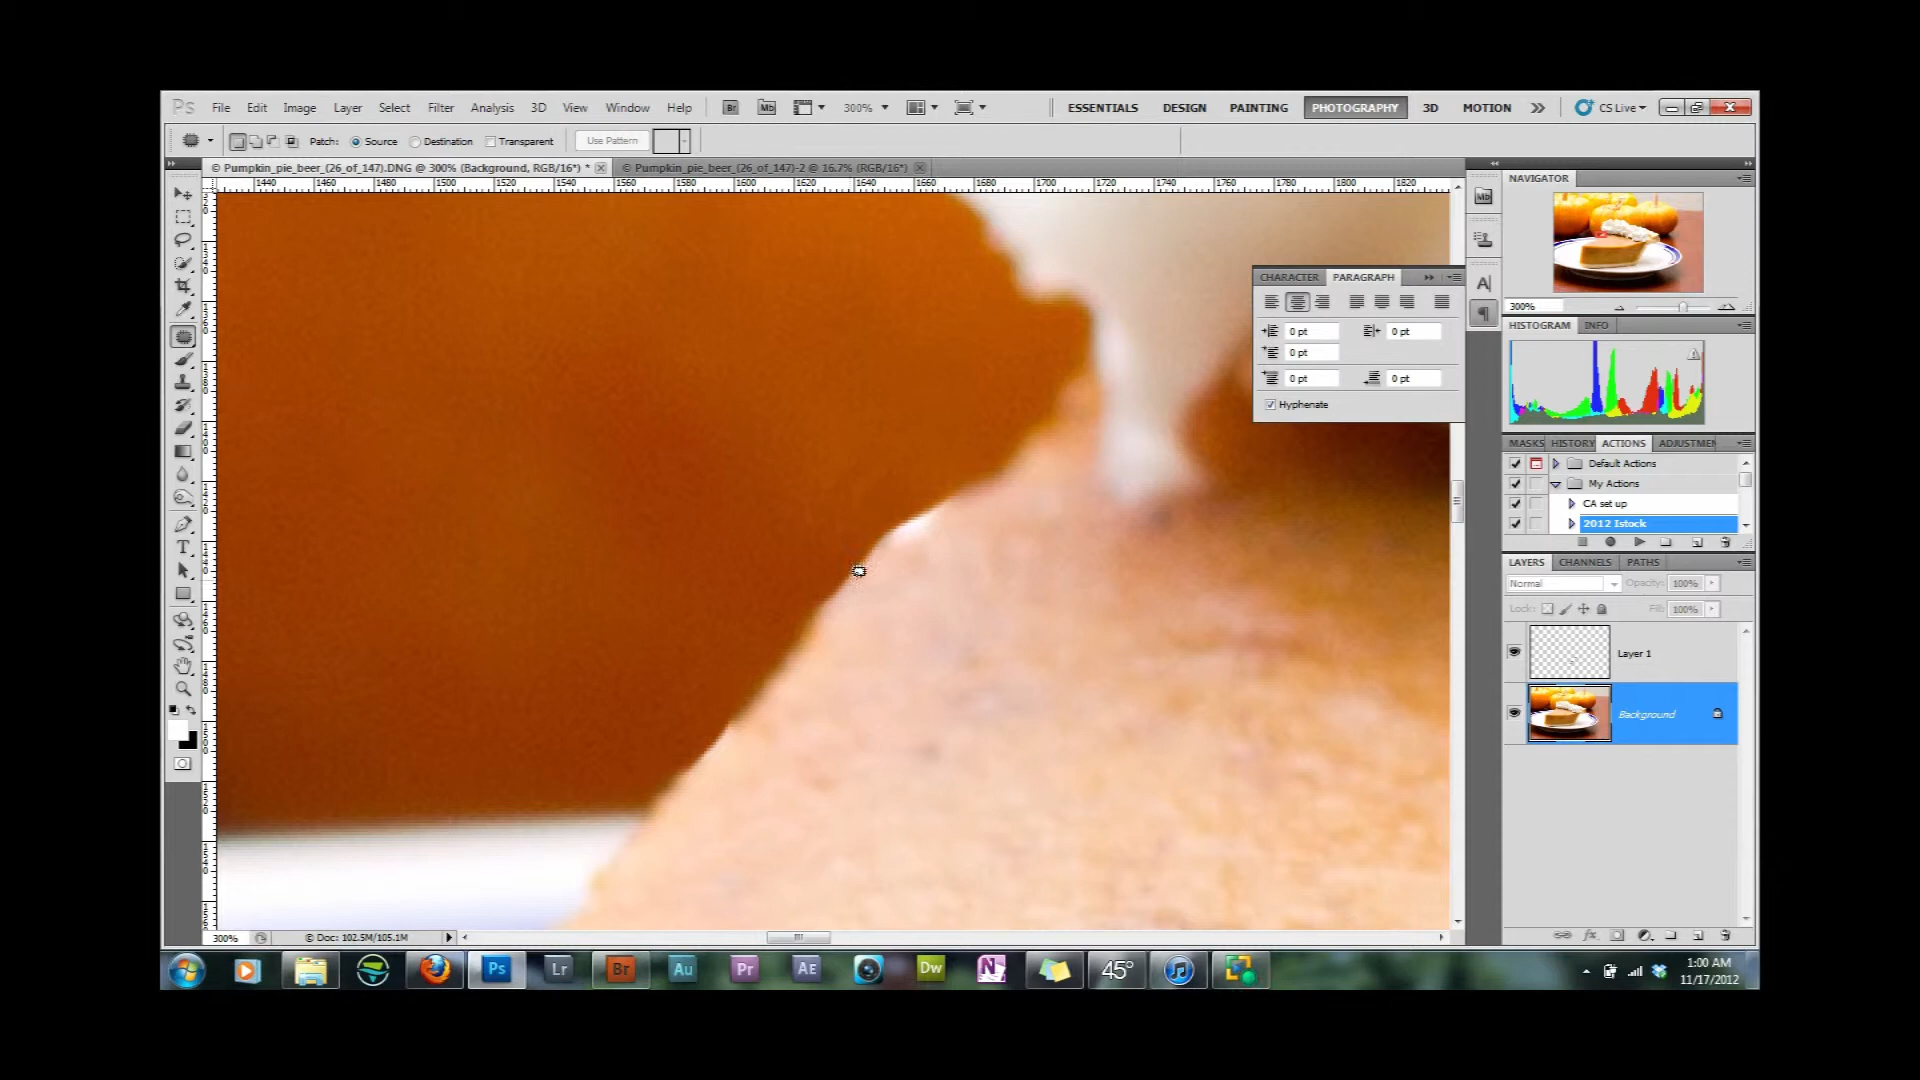 Ps File Edit Image Layer Select Filter Analysis 3D View Window Help Br Mb 300% ESSENTIALS DESIGN PAINTING PHOTOGRAPHY 3D MOTION CS Live
Patch: Source Destination Transparent Use Pattern
© Pumpkin_pie_beer_(26_of_147).DNG @ 300% (Background, RGB/16*) * © Pumpkin_pie_beer_(26_of_147)-2 @ 16.7% (RGB/16*)
1440 1460 1480 1500 1520 1540 1560 1580 1600 1620 1640 1660 1680 1700 1720 1740 1760 1780 1800 1820
NAVIGATOR
Mb
300%
CHARACTER PARAGRAPH
0 pt 0 pt
0 pt
0 pt 0 pt
Hyphenate
HISTOGRAM INFO
MASKS HISTORY ACTIONS ADJUSTMEN
Default Actions
My Actions
CA set up
2012 Istock
LAYERS CHANNELS PATHS
Normal Opacity: 100%
Lock: Fill: 100%
Layer 1
Background
300% © Doc: 102.5M/105.1M
Ps Lr Br Au Pr AE Dw N 45°
1:00 AM
11/17/2012